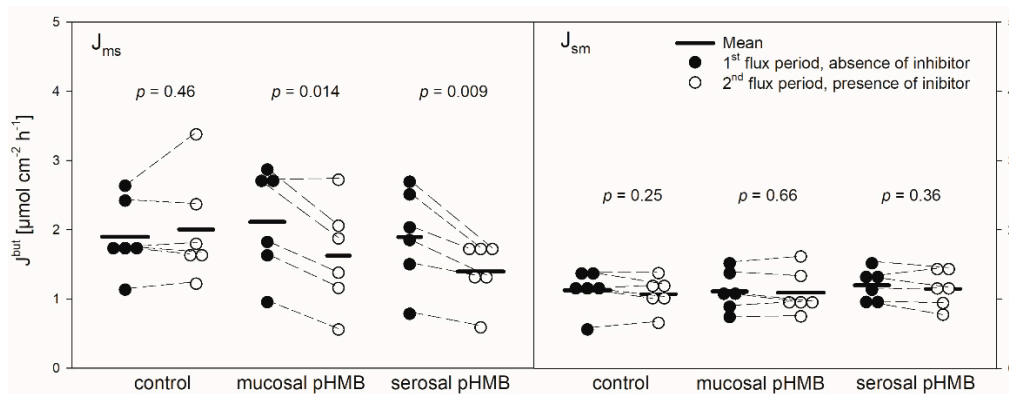 J_ms
J_sm
Mean
1st flux period, absence of inhibitor
2nd flux period, presence of inibitor
p = 0.46
p = 0.014
p = 0.009
p = 0.25
p = 0.66
p = 0.36
J^but [µmol cm⁻² h⁻¹]
5
4
3
2
1
0
control
mucosal pHMB
serosal pHMB
control
mucosal pHMB
serosal pHMB